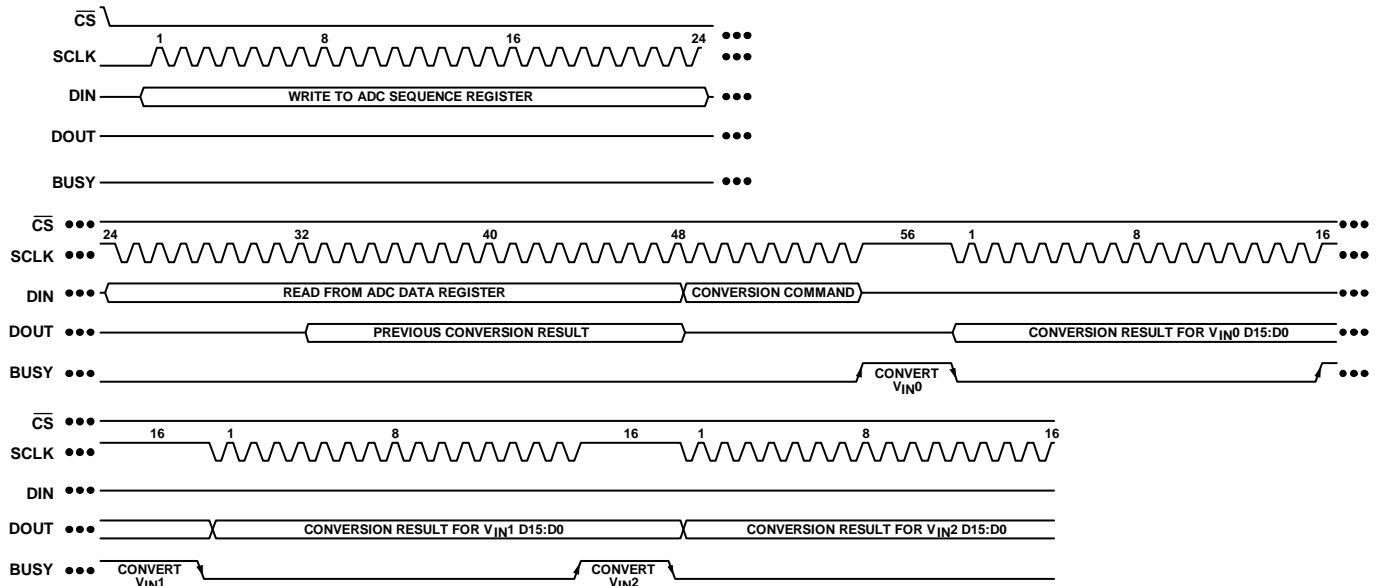 CS
1 8 16 24
SCLK
DIN WRITE TO ADC SEQUENCE REGISTER
DOUT
BUSY
CS
24 32 40 48 56 1 8 16
SCLK
DIN READ FROM ADC DATA REGISTER CONVERSION COMMAND
DOUT PREVIOUS CONVERSION RESULT CONVERSION RESULT FOR VIN0 D15:D0
BUSY CONVERT
VIN0
CS
16 1 8 16 1 8 16
SCLK
DIN
DOUT CONVERSION RESULT FOR VIN1 D15:D0 CONVERSION RESULT FOR VIN2 D15:D0
BUSY CONVERT CONVERT
VIN1 VIN2